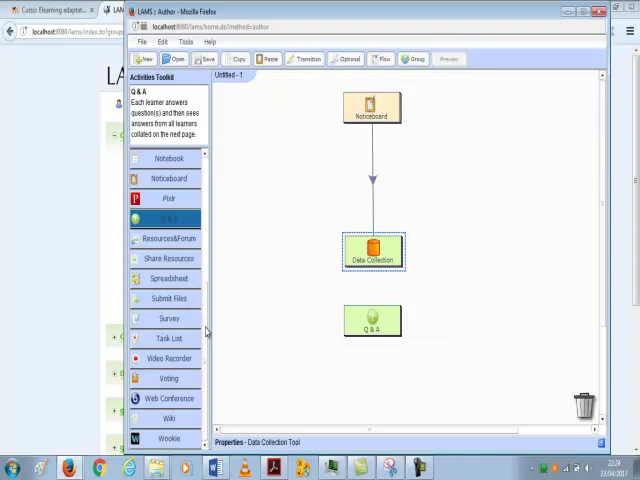 LAMS :: Author - Mozilla Firefox
Curso: Elearning-adaptat...
localhost:8080/lams/home.do?method=author
localhost:8080/lams/index.do?group
File Edit Tools Help
New Open Save Copy Paste Transition Optional Flow Group Preview
Activities Toolkit
Untitled - 1
Q & A
Each learner answers
question(s) and then sees
answers from all learners
collated on the next page.
Notebook
Noticeboard
Pixlr
Q & A
Resources&Forum
Share Resources
Spreadsheet
Submit Files
Survey
Task List
Video Recorder
Voting
Web Conference
Wiki
Wookie
Noticeboard
Data Collection
Q & A
Properties - Data Collection Tool
22:24
23/04/2017